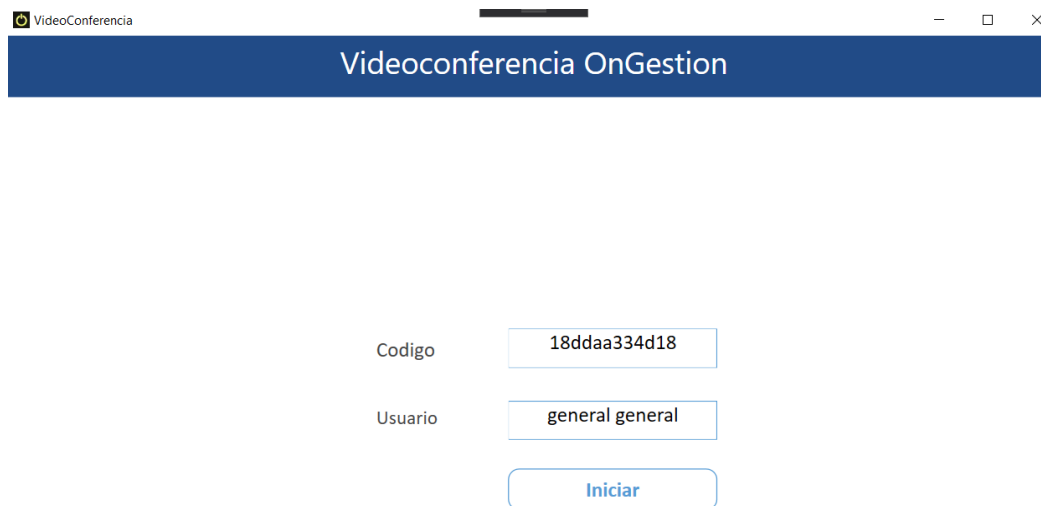 VideoConferencia
Videoconferencia OnGestion
Codigo
18ddaa334d18
Usuario
general general
Iniciar